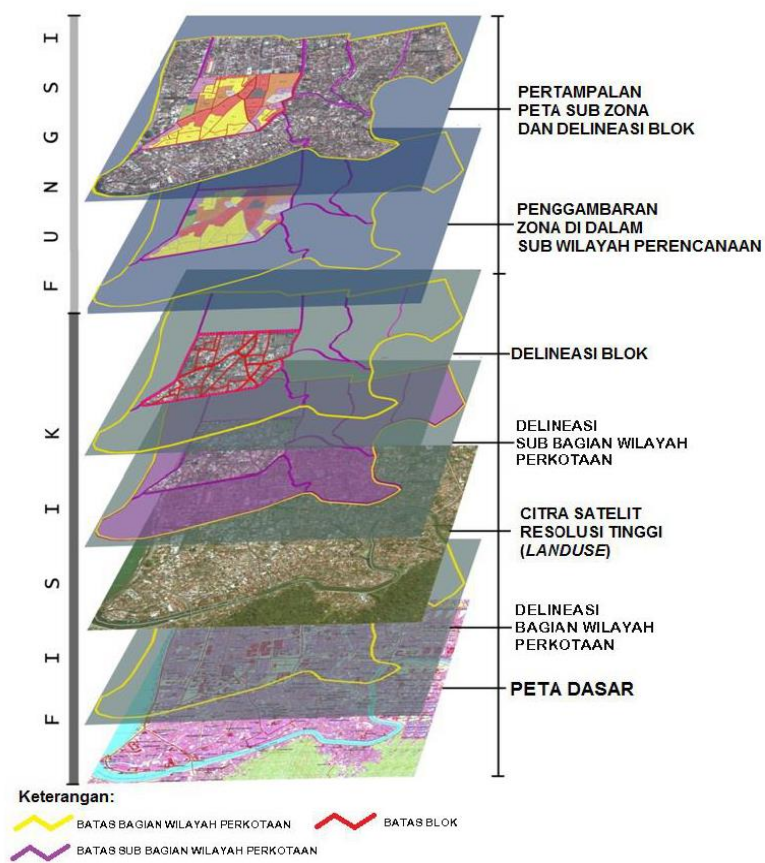 F U N G S I
F I S I K
PERTAMPALAN
PETA SUB ZONA
DAN DELINEASI BLOK
PENGGAMBARAN
ZONA DI DALAM
SUB WILAYAH PERENCANAAN
DELINEASI BLOK
DELINEASI
SUB BAGIAN WILAYAH
PERKOTAAN
CITRA SATELIT
RESOLUSI TINGGI
(LANDUSE)
DELINEASI
BAGIAN WILAYAH
PERKOTAAN
PETA DASAR
Keterangan:
BATAS BAGIAN WILAYAH PERKOTAAN
BATAS BLOK
BATAS SUB BAGIAN WILAYAH PERKOTAAN